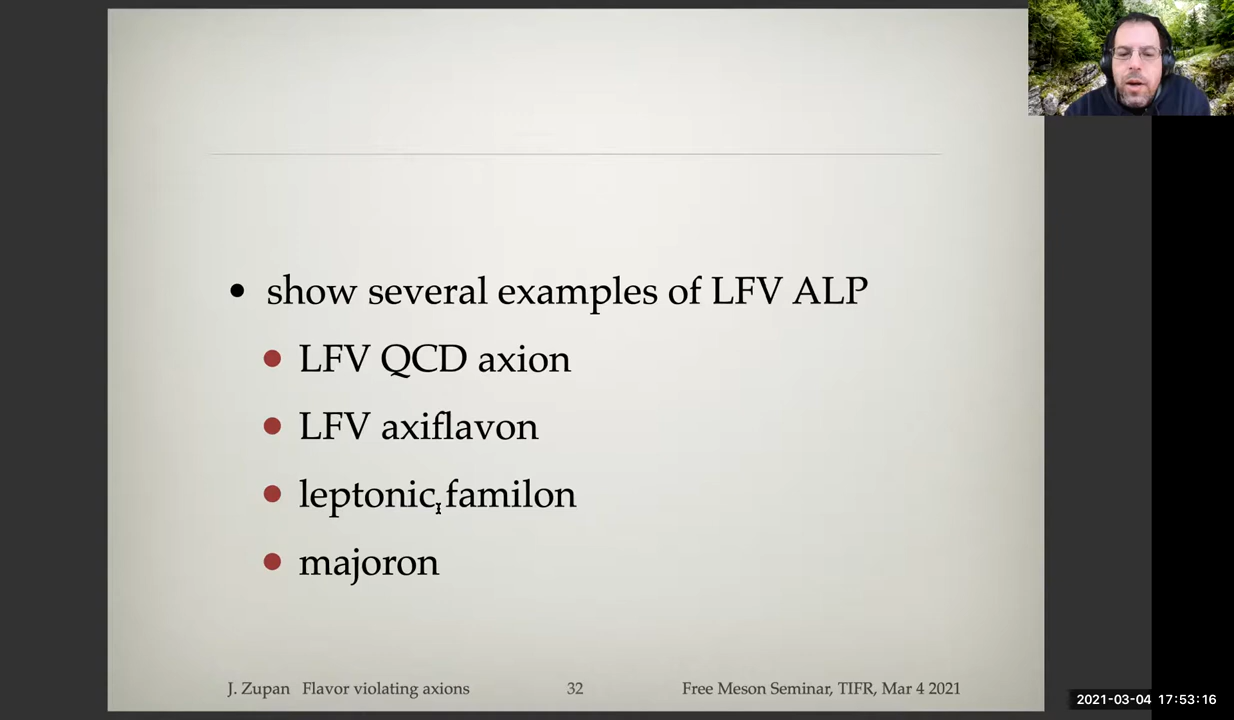 • show several examples of LFV ALP
• LFV QCD axion
• LFV axiflavon
• leptonic familon
• majoron
J. Zupan Flavor violating axions 32 Free Meson Seminar, TIFR, Mar 4 2021
2021-03-04 17:53:16